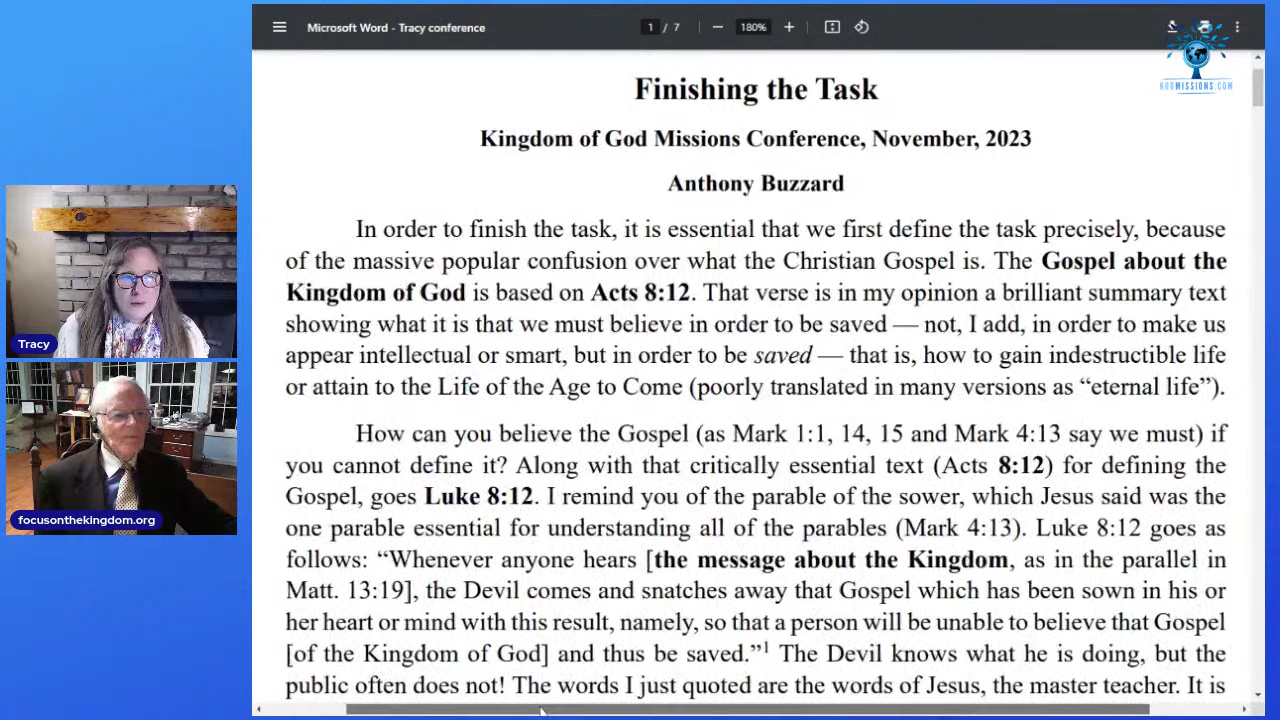 Microsoft Word - Tracy conference
1 / 7
180%
KOGMISSIONS.COM
Finishing the Task
Kingdom of God Missions Conference, November, 2023
Anthony Buzzard
In order to finish the task, it is essential that we first define the task precisely, because
of the massive popular confusion over what the Christian Gospel is. The Gospel about the
Kingdom of God is based on Acts 8:12. That verse is in my opinion a brilliant summary text
showing what it is that we must believe in order to be saved — not, I add, in order to make us
appear intellectual or smart, but in order to be saved — that is, how to gain indestructible life
or attain to the Life of the Age to Come (poorly translated in many versions as “eternal life”).
How can you believe the Gospel (as Mark 1:1, 14, 15 and Mark 4:13 say we must) if
you cannot define it? Along with that critically essential text (Acts 8:12) for defining the
Gospel, goes Luke 8:12. I remind you of the parable of the sower, which Jesus said was the
one parable essential for understanding all of the parables (Mark 4:13). Luke 8:12 goes as
follows: “Whenever anyone hears [the message about the Kingdom, as in the parallel in
Matt. 13:19], the Devil comes and snatches away that Gospel which has been sown in his or
her heart or mind with this result, namely, so that a person will be unable to believe that Gospel
[of the Kingdom of God] and thus be saved.”1 The Devil knows what he is doing, but the
public often does not! The words I just quoted are the words of Jesus, the master teacher. It is
Tracy
focusonthekingdom.org